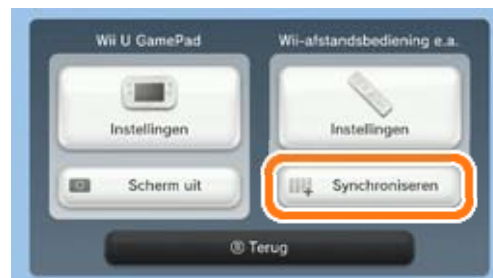 Wii U GamePad
Instellingen
Scherm uit
Wii-afstandsbediening e.a.
Instellingen
Synchroniseren
Ⓑ Terug